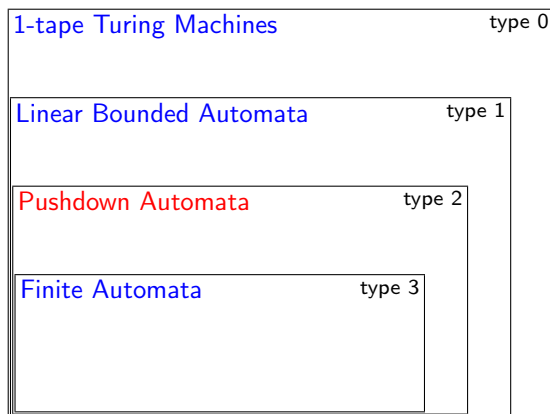 1-tape Turing Machines type 0
Linear Bounded Automata type 1
Pushdown Automata type 2
Finite Automata type 3